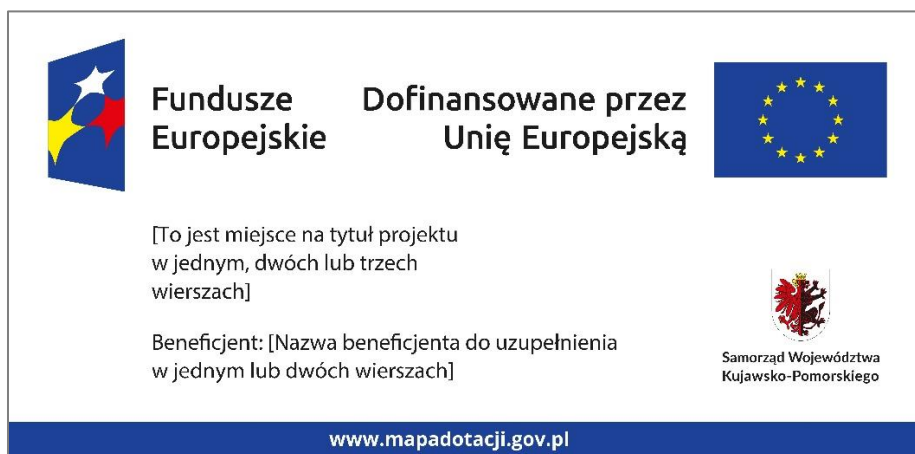 Fundusze
Europejskie
Dofinansowane przez
Unię Europejską
[To jest miejsce na tytuł projektu
w jednym, dwóch lub trzech
wierszach]
Beneficjent: [Nazwa beneficjenta do uzupełnienia
w jednym lub dwóch wierszach]
Samorząd Województwa
Kujawsko-Pomorskiego
www.mapadotacji.gov.pl